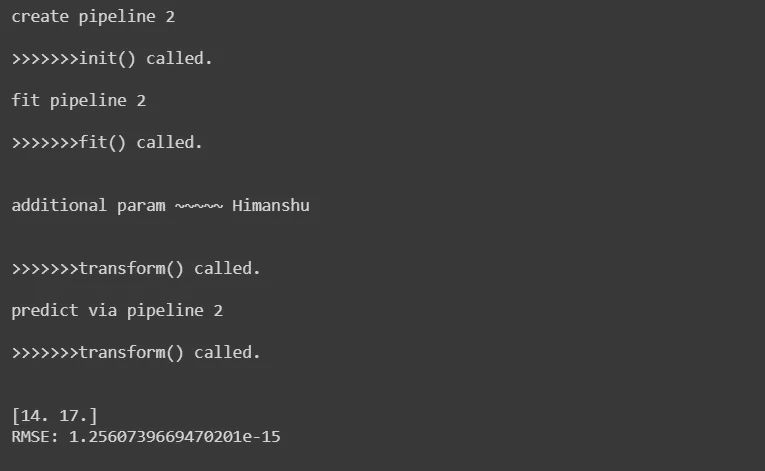 create pipeline 2
>>>>>>>init() called.
fit pipeline 2
>>>>>>>fit() called.
additional param ~~~~~ Himanshu
>>>>>>>transform() called.
predict via pipeline 2
>>>>>>>transform() called.
[14. 17.]
RMSE: 1.2560739669470201e-15